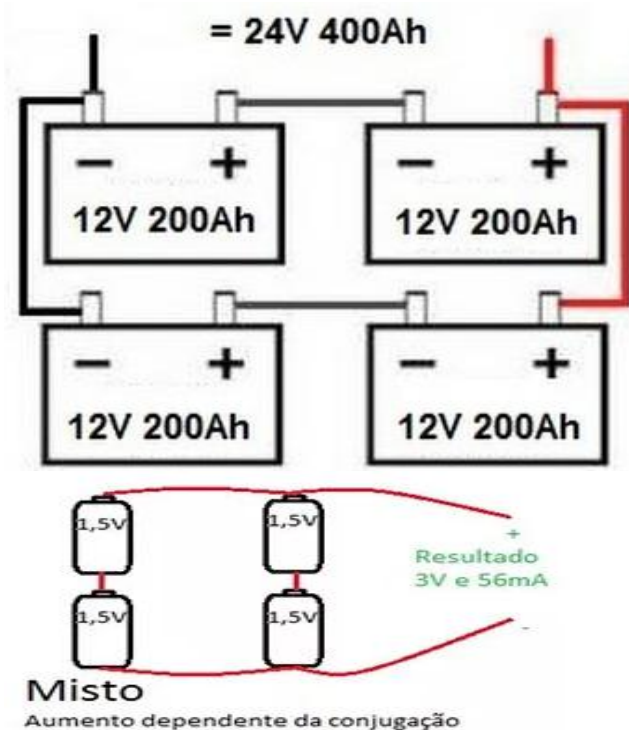 = 24V 400Ah
− + − +
12V 200Ah 12V 200Ah
− + − +
12V 200Ah 12V 200Ah
1,5V 1,5V
+
Resultado
3V e 56mA
1,5V 1,5V
-
Misto
Aumento dependente da conjugação